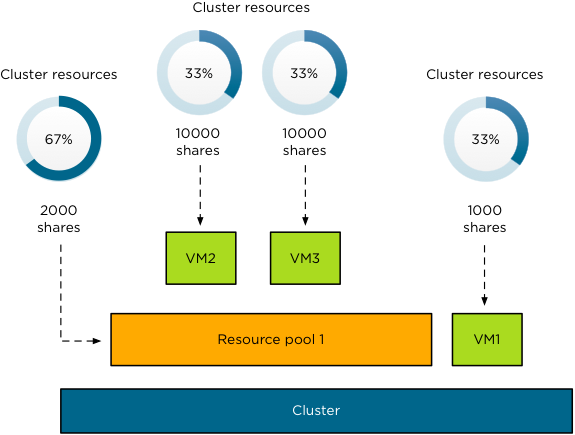 Cluster resources
33%
33%
10000
shares
10000
shares
Cluster resources
67%
2000
shares
Cluster resources
33%
1000
shares
VM2
VM3
Resource pool 1
VM1
Cluster